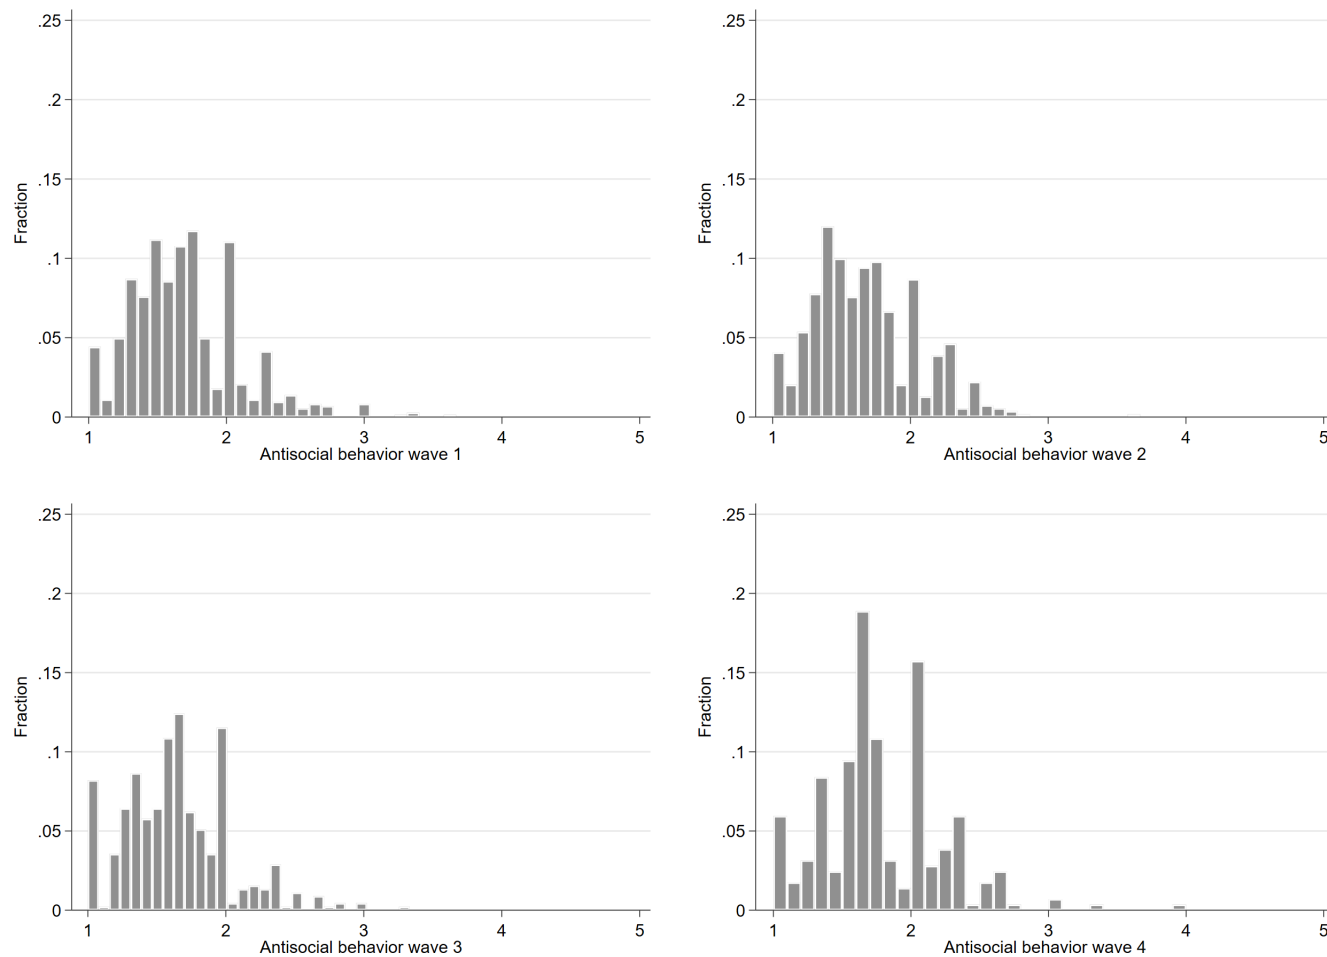 .25
.2
.15
.1
.05
0
Fraction
1 2 3 4 5
Antisocial behavior wave 1
.25
.2
.15
.1
.05
0
Fraction
1 2 3 4 5
Antisocial behavior wave 2
.25
.2
.15
.1
.05
0
Fraction
1 2 3 4 5
Antisocial behavior wave 3
.25
.2
.15
.1
.05
0
Fraction
1 2 3 4 5
Antisocial behavior wave 4